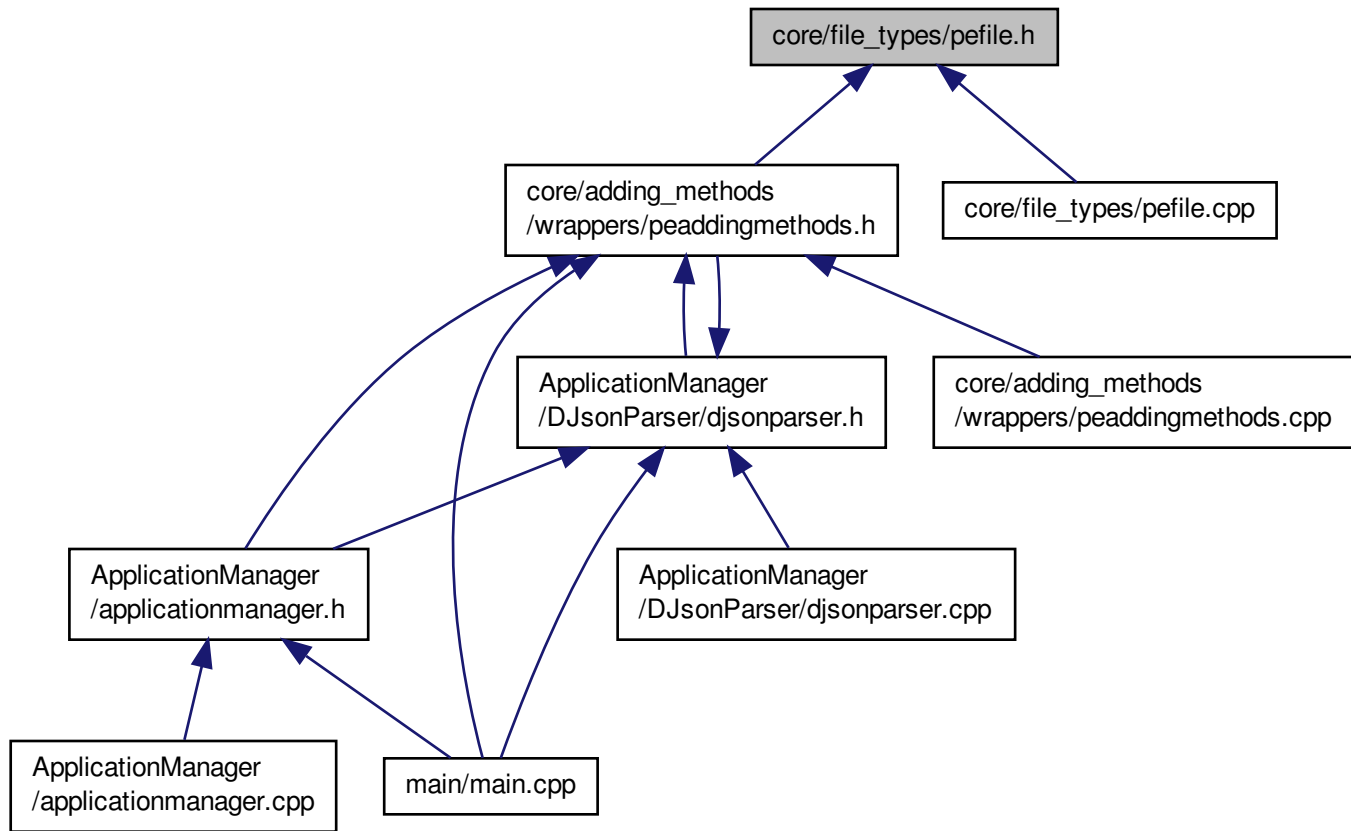 core/file_types/pefile.h
core/adding_methods
/wrappers/peaddingmethods.h
core/file_types/pefile.cpp
ApplicationManager
/DJsonParser/djsonparser.h
core/adding_methods
/wrappers/peaddingmethods.cpp
ApplicationManager
/applicationmanager.h
ApplicationManager
/DJsonParser/djsonparser.cpp
ApplicationManager
/applicationmanager.cpp
main/main.cpp